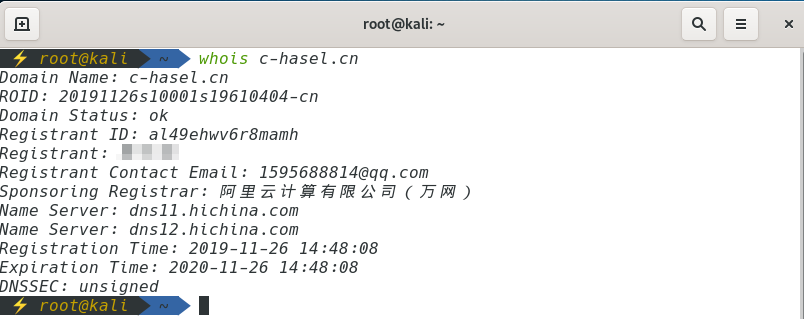 root@kali: ~
⚡ root@kali ~ whois c-hasel.cn
Domain Name: c-hasel.cn
ROID: 20191126s10001s19610404-cn
Domain Status: ok
Registrant ID: al49ehwv6r8mamh
Registrant:
Registrant Contact Email: 1595688814@qq.com
Sponsoring Registrar: 阿里云计算有限公司（万网）
Name Server: dns11.hichina.com
Name Server: dns12.hichina.com
Registration Time: 2019-11-26 14:48:08
Expiration Time: 2020-11-26 14:48:08
DNSSEC: unsigned
⚡ root@kali ~